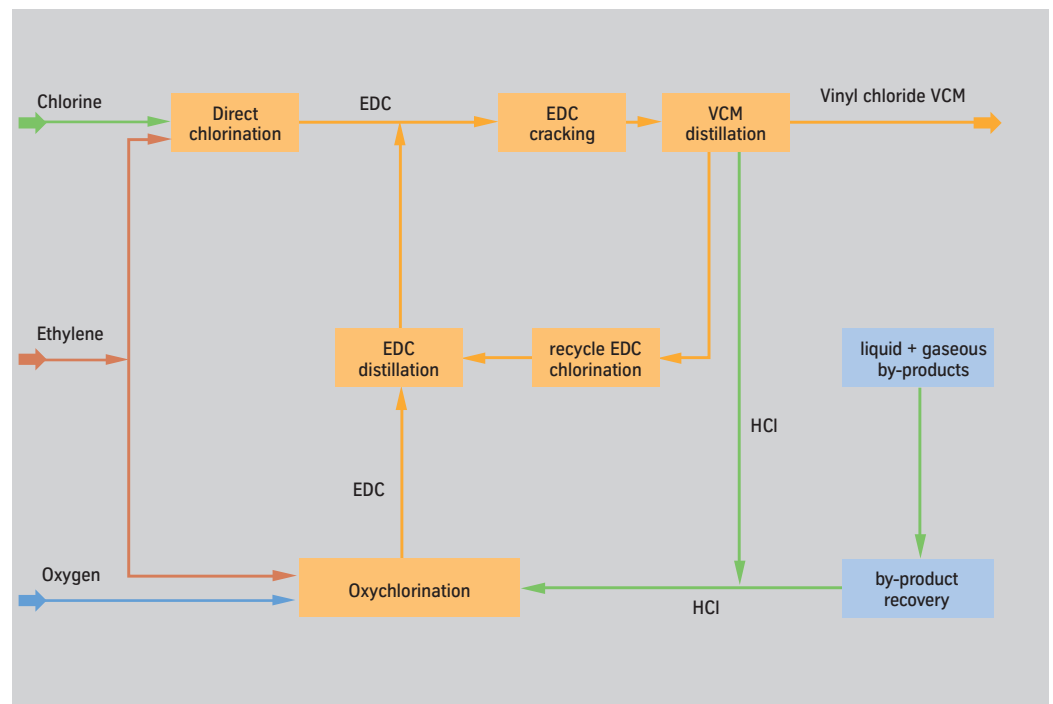 Chlorine
Direct
chlorination
EDC
EDC
cracking
VCM
distillation
Vinyl chloride VCM
Ethylene
EDC
distillation
recycle EDC
chlorination
liquid + gaseous
by-products
HCl
EDC
Oxygen
Oxychlorination
HCl
by-product
recovery